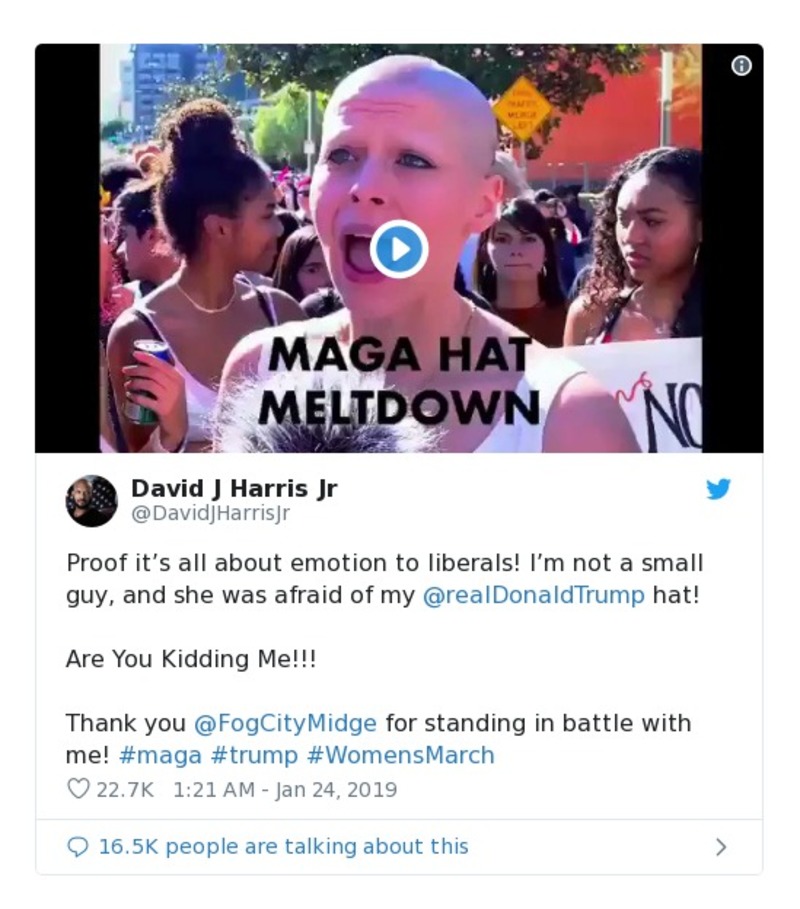 TRAFFIC
MERGE
LEFT
MAGA HAT
MELTDOWN
NO
David J Harris Jr
@DavidJHarrisJr
Proof it’s all about emotion to liberals! I’m not a small
guy, and she was afraid of my @realDonaldTrump hat!
Are You Kidding Me!!!
Thank you @FogCityMidge for standing in battle with
me! #maga #trump #WomensMarch
22.7K 1:21 AM - Jan 24, 2019
16.5K people are talking about this